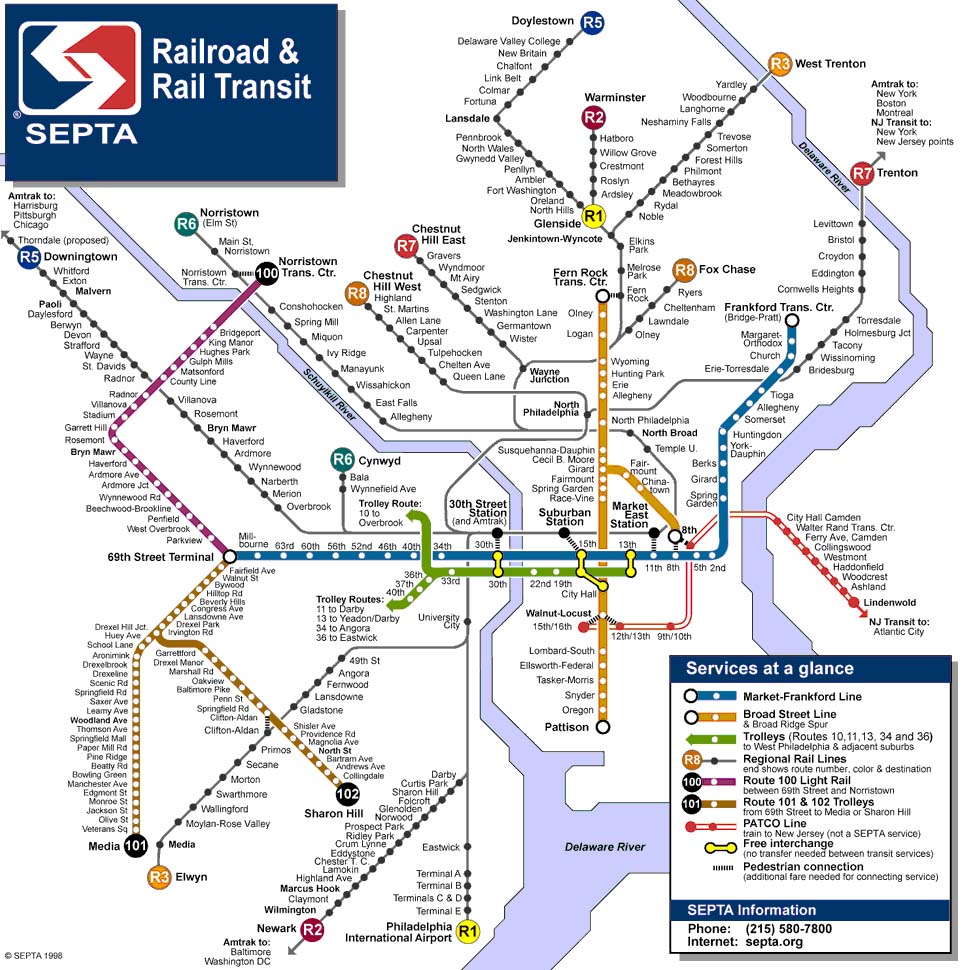 SEPTA
®
Railroad &
Rail Transit
Doylestown
R5
Delaware Valley College
New Britain
Chalfont
Link Belt
Colmar
Fortuna
Lansdale
Pennbrook
North Wales
Gwynedd Valley
Penllyn
Ambler
Fort Washington
Oreland
North Hills
Warminster
R2
Hatboro
Willow Grove
Crestmont
Roslyn
Ardsley
R1
Glenside
Jenkintown-Wyncote
R3
West Trenton
Yardley
Woodbourne
Langhorne
Neshaminy Falls
Trevose
Somerton
Forest Hills
Philmont
Bethayres
Meadowbrook
Rydal
Noble
Elkins
Park
Melrose
Park
Fern
Rock
Delaware River
Amtrak to:
New York
Boston
Montreal
NJ Transit to:
New York
New Jersey points
R7
Trenton
Levittown
Bristol
Croydon
Eddington
Cornwells Heights
Torresdale
Holmesburg Jct
Tacony
Wissinoming
Bridesburg
Amtrak to:
Harrisburg
Pittsburgh
Chicago
Thorndale (proposed)
R5
Downingtown
Whitford
Exton
Malvern
Paoli
Daylesford
Berwyn
Devon
Strafford
Wayne
St. Davids
Radnor
Villanova
Rosemont
Bryn Mawr
Haverford
Ardmore
Wynnewood
Narberth
Merion
Overbrook
R6
Norristown
(Elm St)
Main St,
Norristown
Norristown
Trans. Ctr.
100
Norristown
Trans. Ctr.
Conshohocken
Spring Mill
Miquon
Ivy Ridge
Manayunk
Wissahickon
East Falls
Allegheny
Schuylkill River
Bridgeport
King Manor
Hughes Park
Gulph Mills
Matsonford
County Line
Radnor
Villanova
Stadium
Garrett Hill
Rosemont
Bryn Mawr
Haverford
Ardmore Ave
Ardmore Jct
Wynnewood Rd
Beechwood-Brookline
Penfield
West Overbrook
Parkview
69th Street Terminal
R7
Chestnut
Hill East
Gravers
Wyndmoor
Mt Airy
Sedgwick
Stenton
Washington Lane
Germantown
Wister
R8
Chestnut
Hill West
Highland
St. Martins
Allen Lane
Carpenter
Upsal
Tulpehocken
Chelten Ave
Queen Lane
Wayne
Junction
North
Philadelphia
R8
Fox Chase
Ryers
Cheltenham
Lawndale
Olney
Fern Rock
Trans. Ctr.
Olney
Logan
Wyoming
Hunting Park
Erie
Allegheny
North Philadelphia
North Broad
Temple U.
Susquehanna-Dauphin
Cecil B. Moore
Girard
Fairmount
Spring Garden
Race-Vine
Fair-
mount
China-
town
8th
Frankford Trans. Ctr.
(Bridge-Pratt)
Margaret-
Orthodox
Church
Erie-Torresdale
Tioga
Allegheny
Somerset
Huntingdon
York-
Dauphin
Berks
Girard
Spring
Garden
R6
Cynwyd
Bala
Wynnefield Ave
Trolley Route:
10 to
Overbrook
30th Street
Station
(and Amtrak)
Suburban
Station
Market
East
Station
Mill-
bourne
63rd
60th
56th
52nd
46th
40th
34th
30th
15th
13th
11th
8th
5th
2nd
36th
37th
40th
33rd
30th
22nd
19th
City Hall
Trolley Routes:
11 to Darby
13 to Yeadon/Darby
34 to Angora
36 to Eastwick
University
City
Walnut-Locust
15th/16th
12th/13th
9th/10th
Lombard-South
Ellsworth-Federal
Tasker-Morris
Snyder
Oregon
Pattison
City Hall Camden
Walter Rand Trans. Ctr.
Ferry Ave, Camden
Collingswood
Westmont
Haddonfield
Woodcrest
Ashland
Lindenwold
NJ Transit to:
Atlantic City
Fairfield Ave
Walnut St
Bywood
Hilltop Rd
Beverly Hills
Congress Ave
Lansdowne Ave
Drexel Park
Irvington Rd
Drexel Hill Jct.
Huey Ave
School Lane
Aronimink
Drexelbrook
Drexeline
Scenic Rd
Springfield Rd
Saxer Ave
Leamy Ave
Woodland Ave
Thomson Ave
Springfield Mall
Paper Mill Rd
Pine Ridge
Beatty Rd
Bowling Green
Manchester Ave
Edgmont St
Monroe St
Jackson St
Olive St
Veterans Sq
Media
101
Garrettford
Drexel Manor
Marshall Rd
Oakview
Baltimore Pike
Penn St
Springfield Rd
Clifton-Aldan
Shisler Ave
Providence Rd
Magnolia Ave
North St
Bartram Ave
Andrews Ave
Collingdale
102
Sharon Hill
49th St
Angora
Fernwood
Lansdowne
Gladstone
Clifton-Aldan
Primos
Secane
Morton
Swarthmore
Wallingford
Moylan-Rose Valley
Media
R3
Elwyn
Darby
Curtis Park
Sharon Hill
Folcroft
Glenolden
Norwood
Prospect Park
Ridley Park
Crum Lynne
Eddystone
Chester T. C.
Lamokin
Highland Ave
Marcus Hook
Claymont
Wilmington
Newark
R2
Amtrak to:
Baltimore
Washington DC
Eastwick
Terminal A
Terminal B
Terminals C & D
Terminal E
Philadelphia
International Airport
R1
Delaware River
Services at a glance
Market-Frankford Line
Broad Street Line
& Broad Ridge Spur
Trolleys (Routes 10,11,13, 34 and 36)
to West Philadelphia & adjacent suburbs
R8
Regional Rail Lines
end shows route number, color & destination
100
Route 100 Light Rail
between 69th Street and Norristown
101
Route 101 & 102 Trolleys
from 69th Street to Media or Sharon Hill
PATCO Line
train to New Jersey (not a SEPTA service)
Free interchange
(no transfer needed between transit services)
Pedestrian connection
(additional fare needed for connecting service)
SEPTA Information
Phone: (215) 580-7800
Internet: septa.org
© SEPTA 1998